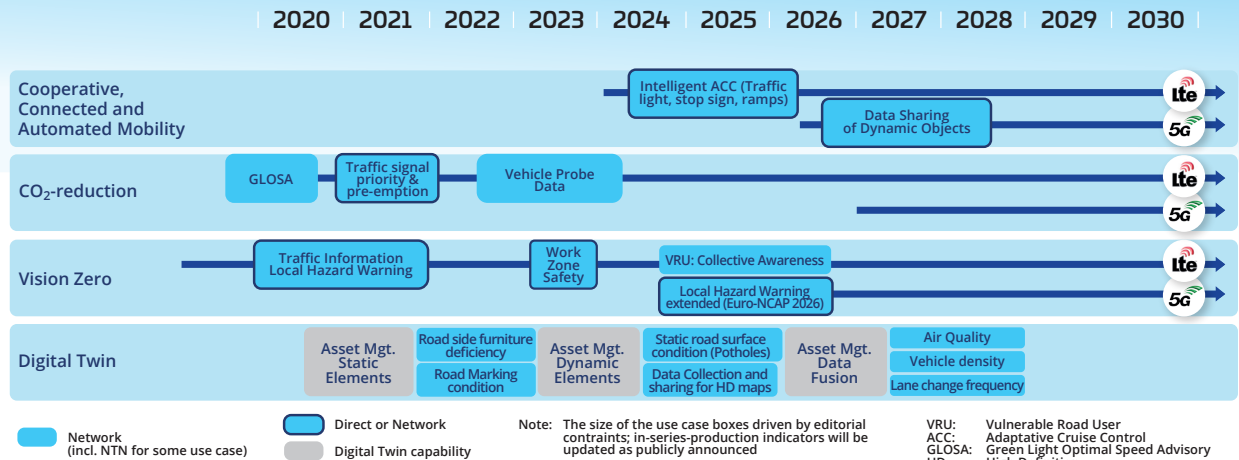 2020 2021 2022 2023 2024 2025 2026 2027 2028 2029 2030
Cooperative,
Connected and
Automated Mobility
Intelligent ACC (Traffic
light, stop sign, ramps)
Data Sharing
of Dynamic Objects
Lte
5G
CO₂-reduction
GLOSA
Traffic signal
priority &
pre-emption
Vehicle Probe
Data
Lte
5G
Vision Zero
Traffic Information
Local Hazard Warning
Work
Zone
Safety
VRU: Collective Awareness
Local Hazard Warning
extended (Euro-NCAP 2026)
Lte
5G
Digital Twin
Asset Mgt.
Static
Elements
Road side furniture
deficiency
Road Marking
condition
Asset Mgt.
Dynamic
Elements
Static road surface
condition (Potholes)
Data Collection and
sharing for HD maps
Asset Mgt.
Data
Fusion
Air Quality
Vehicle density
Lane change frequency
Network
(incl. NTN for some use case)
Direct or Network
Digital Twin capability
Note: The size of the use case boxes driven by editorial
contraints; in-series-production indicators will be
updated as publicly announced
VRU: Vulnerable Road User
ACC: Adaptative Cruise Control
GLOSA: Green Light Optimal Speed Advisory